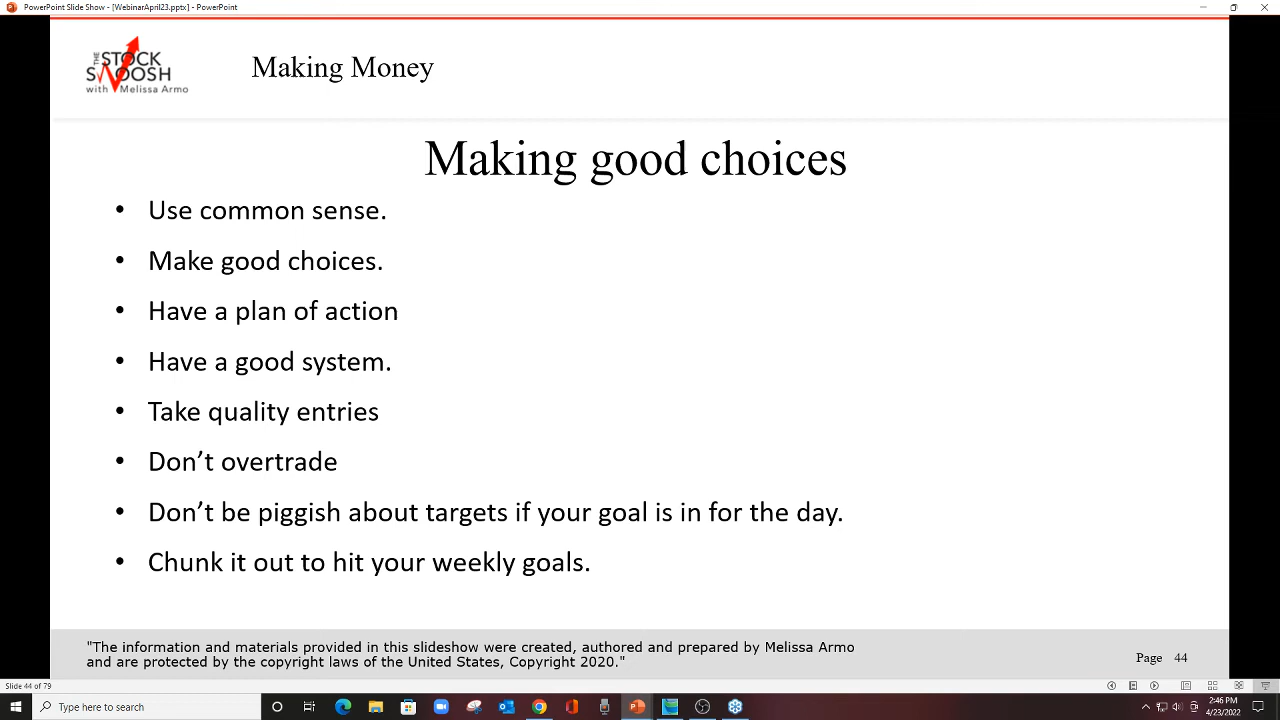 PowerPoint Slide Show - [WebinarApril23.pptx] - PowerPoint
THE
STOCK
SWOOSH
with Melissa Armo
Making Money
Making good choices
• Use common sense.
• Make good choices.
• Have a plan of action
• Have a good system.
• Take quality entries
• Don’t overtrade
• Don’t be piggish about targets if your goal is in for the day.
• Chunk it out to hit your weekly goals.
"The information and materials provided in this slideshow were created, authored and prepared by Melissa Armo
and are protected by the copyright laws of the United States, Copyright 2020."
Page 44
Slide 44 of 79
Type here to search
2:46 PM
4/23/2022